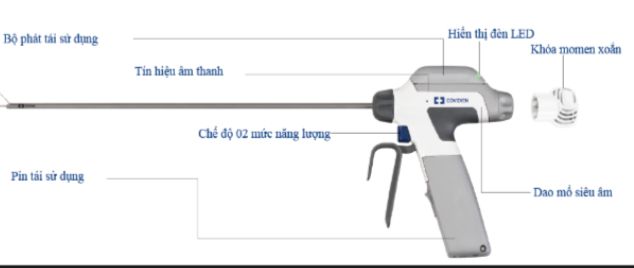 Bộ phát tái sử dụng
Hiển thị đèn LED
Khóa momen xoắn
Tín hiệu âm thanh
COVIDIEN
Chế độ 02 mức năng lượng
Pin tái sử dụng
Dao mổ siêu âm